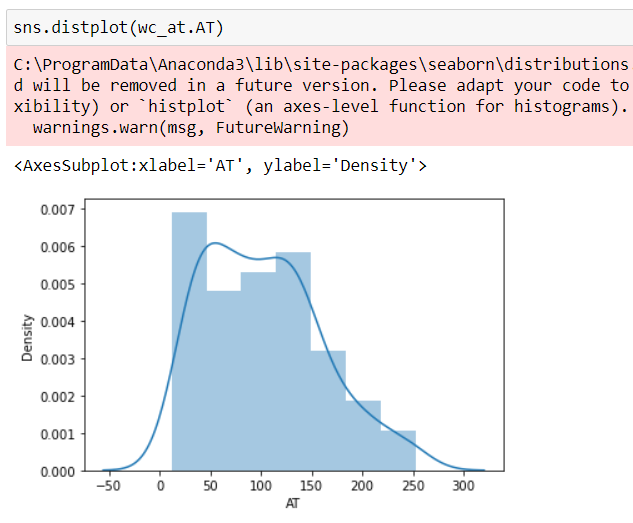 sns.distplot(wc_at.AT)
C:\ProgramData\Anaconda3\lib\site-packages\seaborn\distributions
d will be removed in a future version. Please adapt your code to
xibility) or `histplot` (an axes-level function for histograms).
warnings.warn(msg, FutureWarning)
<AxesSubplot:xlabel='AT', ylabel='Density'>
0.007
0.006
0.005
0.004
0.003
0.002
0.001
0.000
Density
−50 0 50 100 150 200 250 300
AT